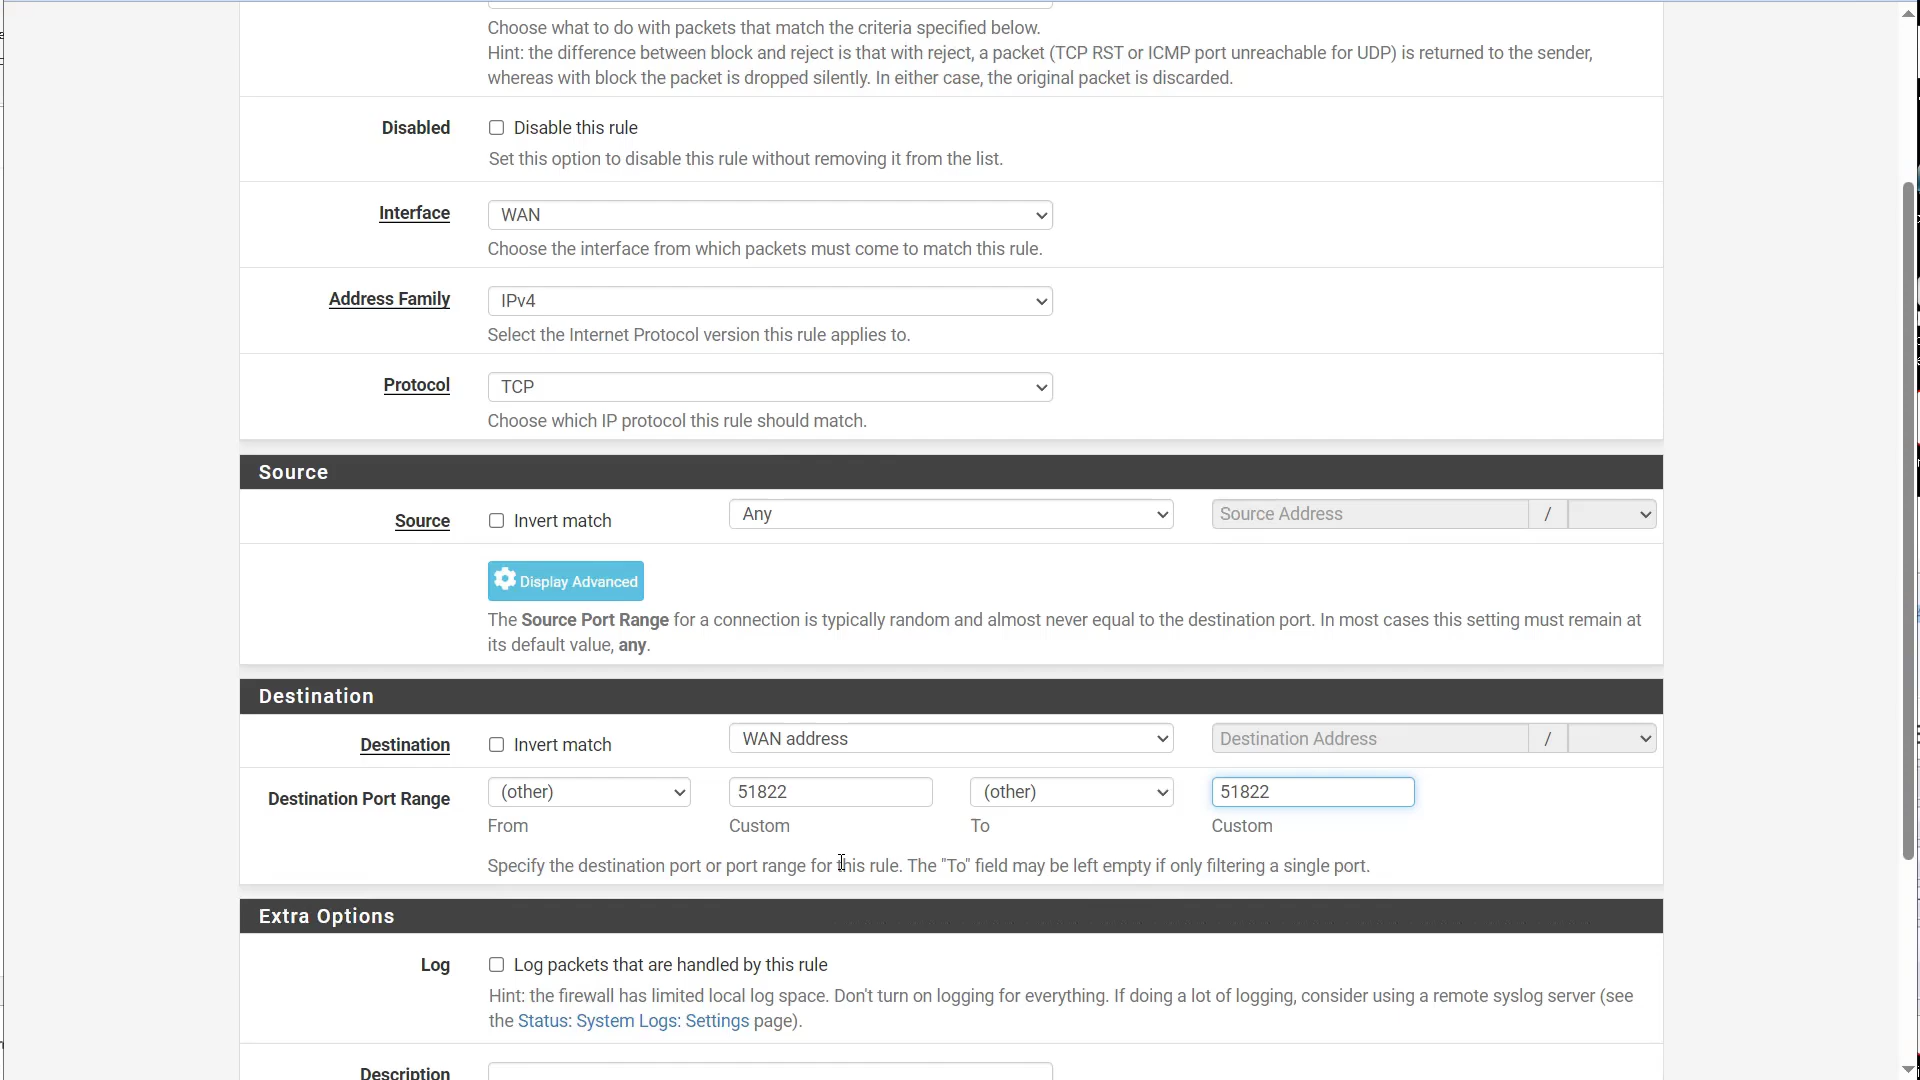 Choose what to do with packets that match the criteria specified below.
Hint: the difference between block and reject is that with reject, a packet (TCP RST or ICMP port unreachable for UDP) is returned to the sender,
whereas with block the packet is dropped silently. In either case, the original packet is discarded.
Disabled
Disable this rule
Set this option to disable this rule without removing it from the list.
Interface
WAN
Choose the interface from which packets must come to match this rule.
Address Family
IPv4
Select the Internet Protocol version this rule applies to.
Protocol
TCP
Choose which IP protocol this rule should match.
Source
Source
Invert match
Any
Source Address
/
Display Advanced
The Source Port Range for a connection is typically random and almost never equal to the destination port. In most cases this setting must remain at
its default value, any.
Destination
Destination
Invert match
WAN address
Destination Address
/
Destination Port Range
(other)
51822
(other)
51822
From
Custom
To
Custom
Specify the destination port or port range for this rule. The "To" field may be left empty if only filtering a single port.
Extra Options
Log
Log packets that are handled by this rule
Hint: the firewall has limited local log space. Don't turn on logging for everything. If doing a lot of logging, consider using a remote syslog server (see
the Status: System Logs: Settings page).
Description